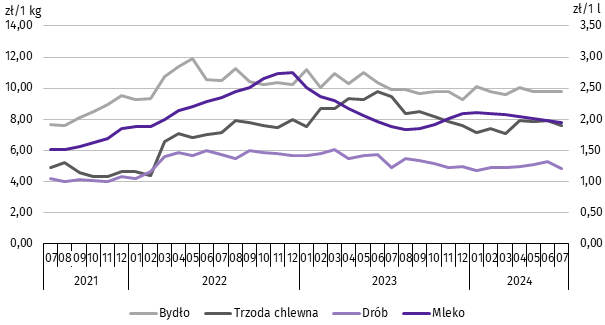 zł/1 kg zł/1 l
14,00 3,50
12,00 3,00
10,00 2,50
8,00 2,00
6,00 1,50
4,00 1,00
2,00 0,50
0,00 0,00
07 08 09 10 11 12 01 02 03 04 05 06 07 08 09 10 11 12 01 02 03 04 05 06 07 08 09 10 11 12 01 02 03 04 05 06 07
2021 2022 2023 2024
Bydło Trzoda chlewna Drób Mleko